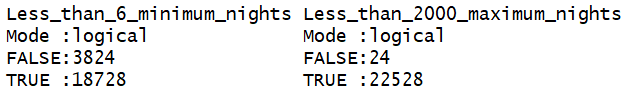 Less_than_6_minimum_nights Less_than_2000_maximum_nights
Mode :logical Mode :logical
FALSE:3824 FALSE:24
TRUE :18728 TRUE :22528